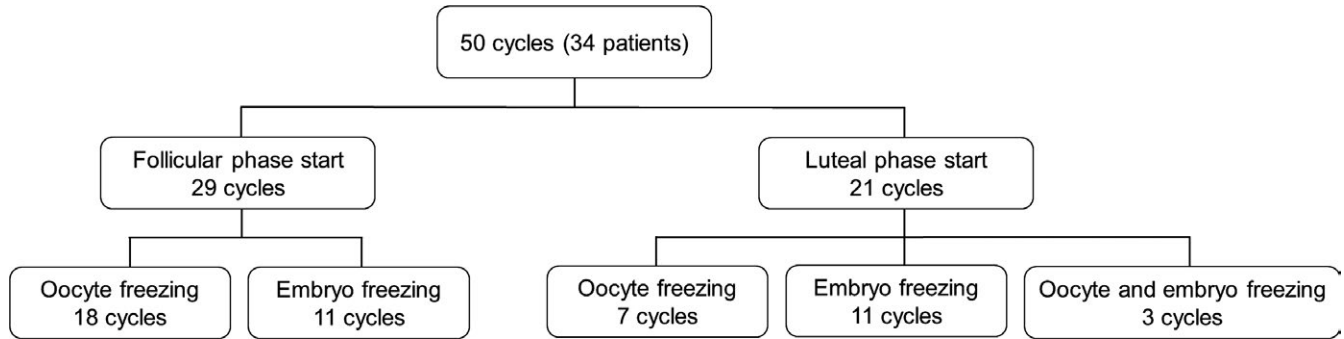 50 cycles (34 patients)
Follicular phase start
29 cycles
Luteal phase start
21 cycles
Oocyte freezing
18 cycles
Embryo freezing
11 cycles
Oocyte freezing
7 cycles
Embryo freezing
11 cycles
Oocyte and embryo freezing
3 cycles